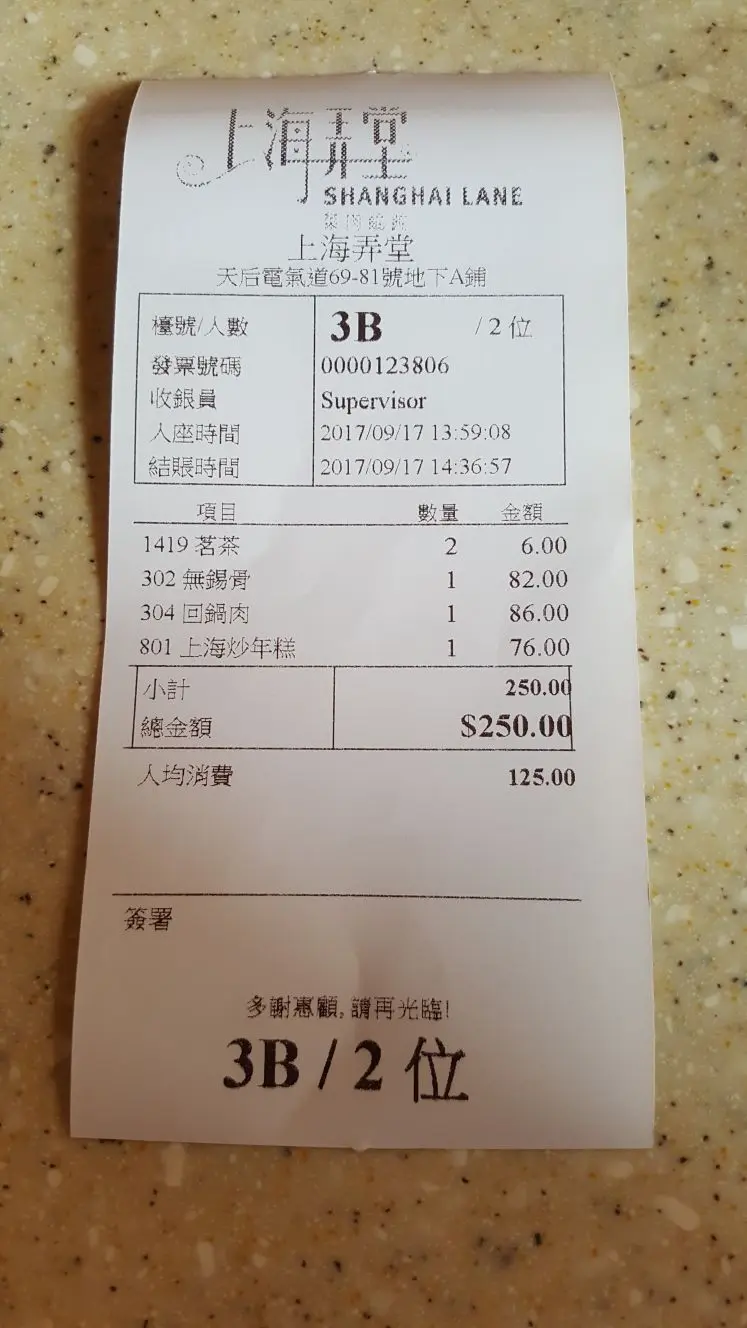 上海弄堂
SHANGHAI LANE
上海弄堂
天后電氣道69-81號地下A鋪
檯號/人數 3B / 2 位
發票號碼 0000123806
收銀員 Supervisor
入座時間 2017/09/17 13:59:08
結賬時間 2017/09/17 14:36:57
項目 數量 金額
1419 茗茶 2 6.00
302 無錫骨 1 82.00
304 回鍋肉 1 86.00
801 上海炒年糕 1 76.00
小計 250.00
總金額 $250.00
人均消費 125.00
簽署
多謝惠顧, 請再光臨!
3B / 2 位